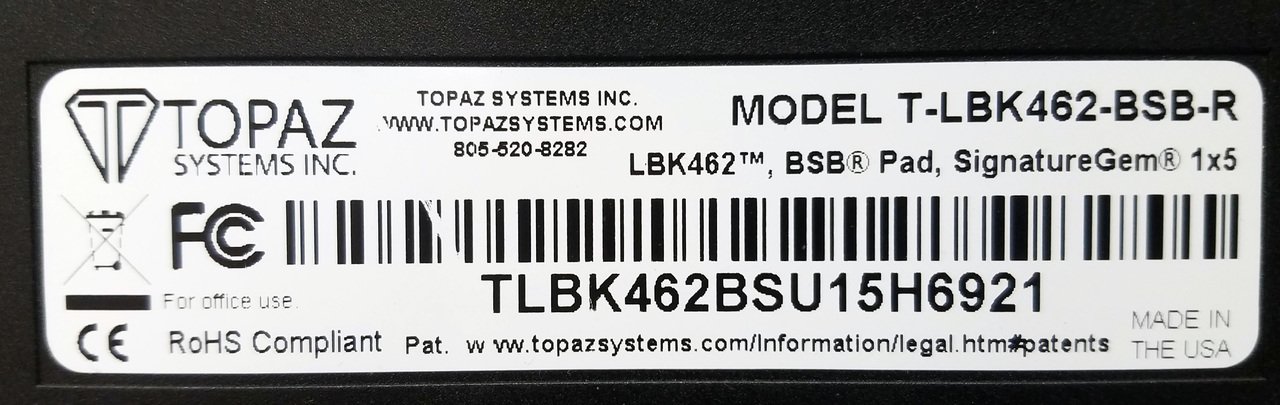 TOPAZ
SYSTEMS INC.
TOPAZ SYSTEMS INC.
WWW.TOPAZSYSTEMS.COM
805-520-8282
MODEL T-LBK462-BSB-R
LBK462™, BSB® Pad, SignatureGem® 1x5
FC
TLBK462BSU15H6921
For office use.
CE RoHS Compliant Pat. www.topazsystems.com/Information/legal.htm#patents
MADE IN
THE USA